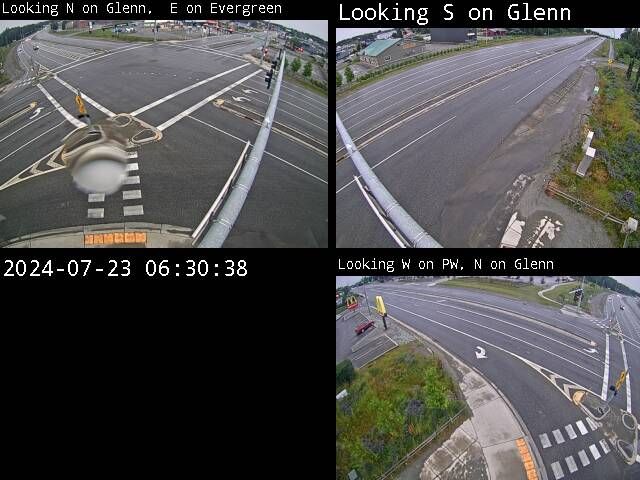 Looking N on Glenn, E on Evergreen
Looking S on Glenn
2024-07-23 06:30:38
Looking W on PW, N on Glenn